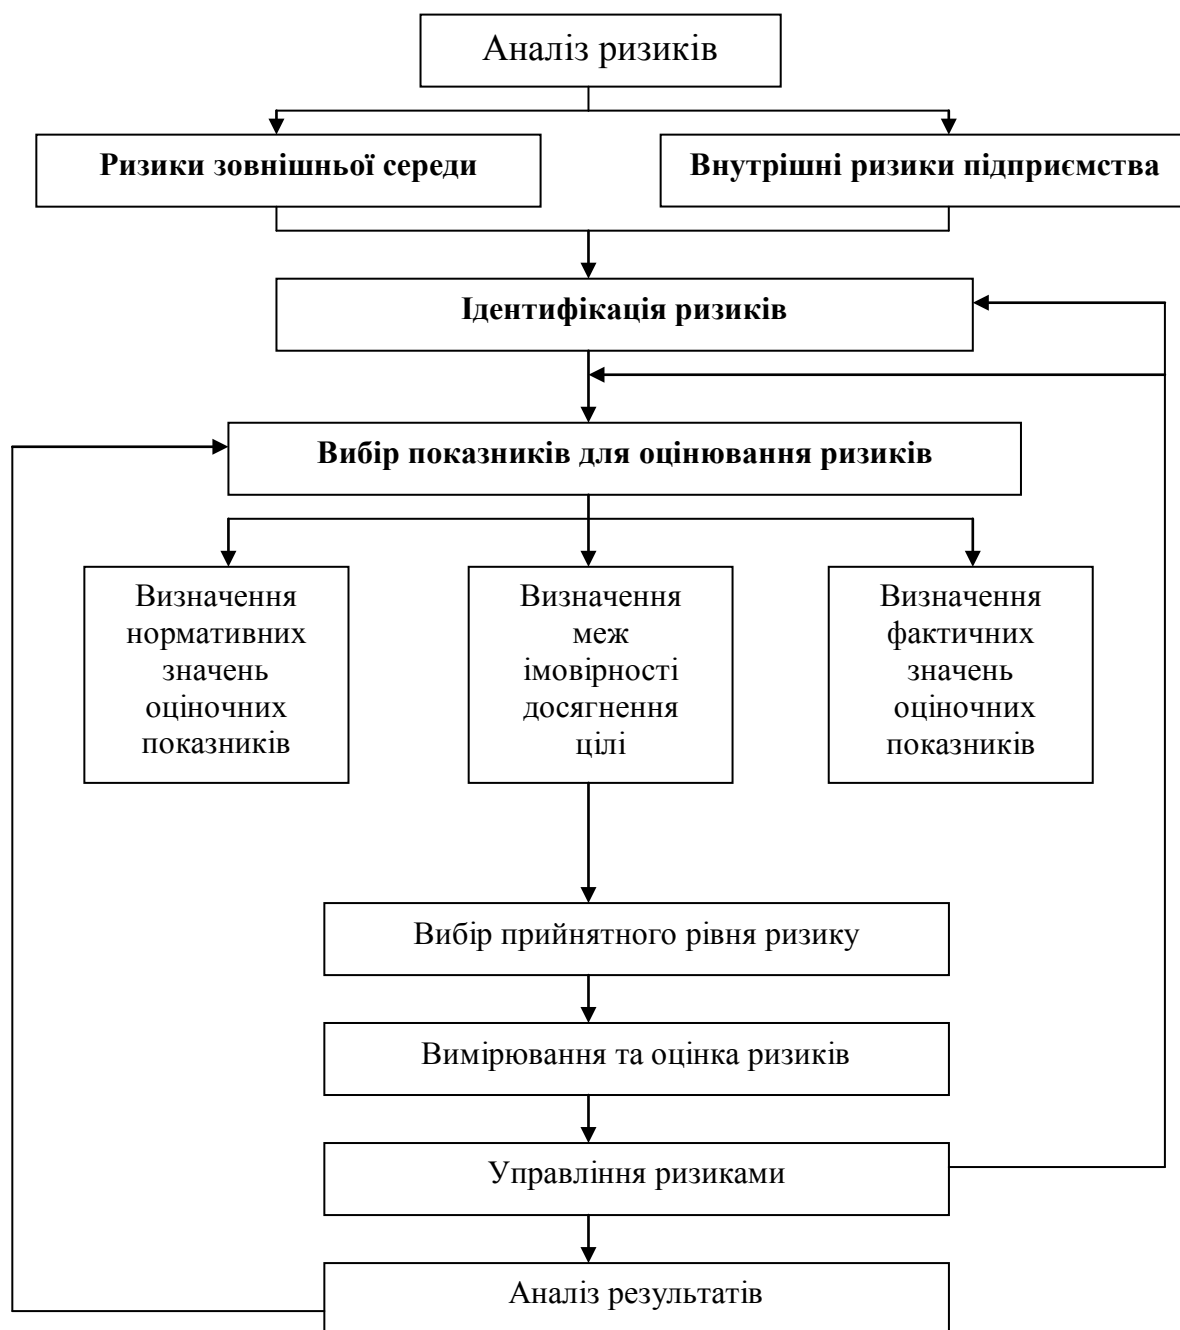 Аналіз ризиків
Ризики зовнішньої середи
Внутрішні ризики підприємства
Ідентифікація ризиків
Вибір показників для оцінювання ризиків
Визначення
нормативних
значень
оціночних
показників
Визначення
меж
імовірності
досягнення
цілі
Визначення
фактичних
значень
оціночних
показників
Вибір прийнятного рівня ризику
Вимірювання та оцінка ризиків
Управління ризиками
Аналіз результатів